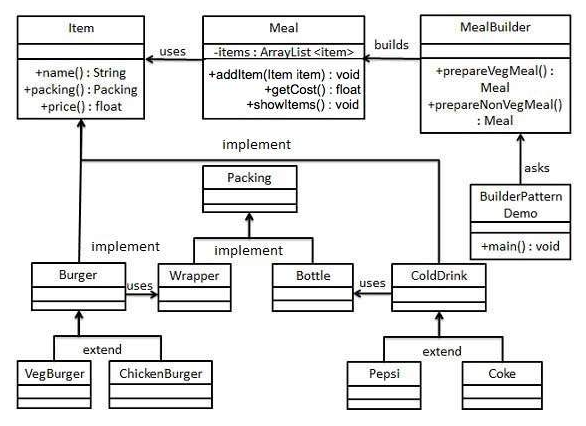 Item
+name() : String
+packing() : Packing
+price() : float
uses
Meal
-items : ArrayList <item>
+addItem(Item item) : void
+getCost() : float
+showItems() : void
builds
MealBuilder
+prepareVegMeal() :
Meal
+prepareNonVegMeal()
: Meal
implement
asks
Packing
BuilderPattern
Demo
+main() : void
implement
implement
Burger
uses
Wrapper
Bottle
uses
ColdDrink
extend
extend
VegBurger
ChickenBurger
Pepsi
Coke